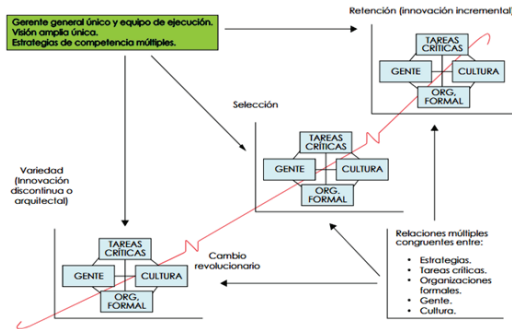 Gerente general único y equipo de ejecución.
Visión amplia única.
Estrategias de competencia múltiples.
Retención (innovación incremental)
TAREAS
CRÍTICAS
GENTE
CULTURA
ORG,
FORMAL
Selección
TAREAS
CRÍTICAS
GENTE
CULTURA
ORG.
FORMAL
Variedad
(Innovación
discontinua o
arquitectal)
TAREAS
CRÍTICAS
GENTE
CULTURA
ORG,
FORMAL
Cambio
revolucionario
Relaciones múltiples
congruentes entre:
• Estrategias.
• Tareas críticas.
• Organizaciones
formales.
• Gente.
• Cultura.